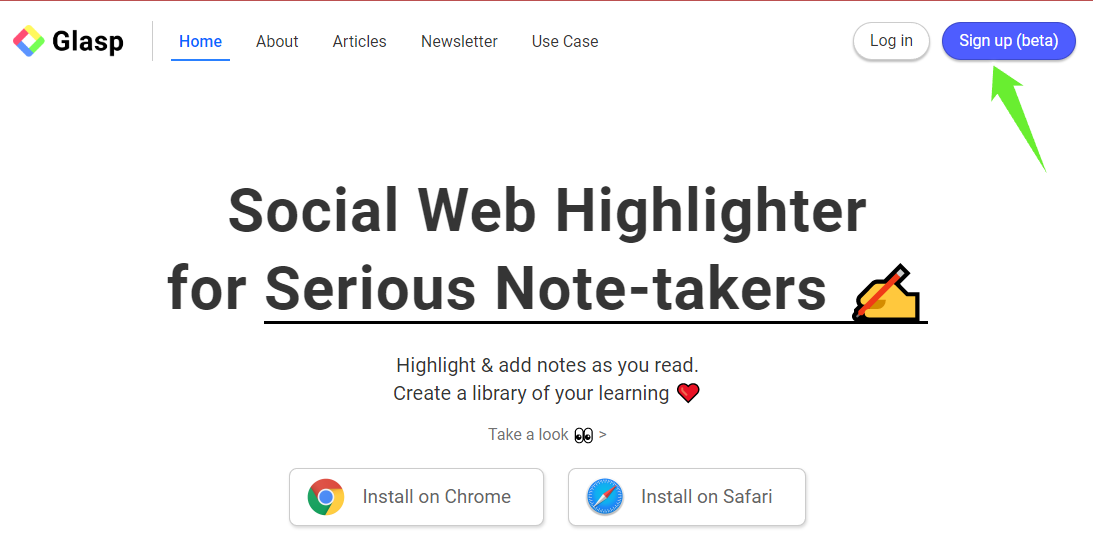 Glasp Home About Articles Newsletter Use Case Log in Sign up (beta)
Social Web Highlighter
for Serious Note-takers ✍
Highlight & add notes as you read.
Create a library of your learning ❤
Take a look 👀 >
Install on Chrome Install on Safari